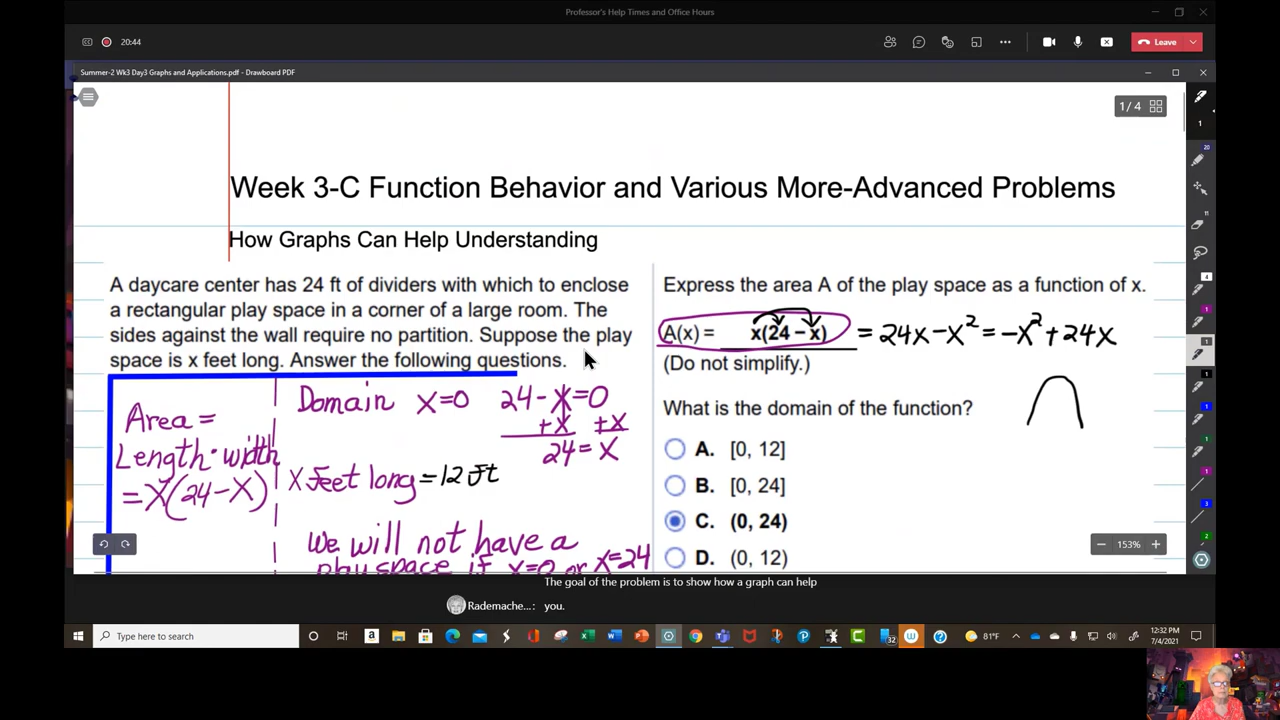 Professor's Help Times and Office Hours
20:44
Leave
Summer-2 Wk3 Day3 Graphs and Applications.pdf - Drawboard PDF
1 / 4
Week 3-C Function Behavior and Various More-Advanced Problems
How Graphs Can Help Understanding
A daycare center has 24 ft of dividers with which to enclose
a rectangular play space in a corner of a large room. The
sides against the wall require no partition. Suppose the play
space is x feet long. Answer the following questions.
Area =
Length · width
= X(24 - X)
Domain X=0
24 - X = 0
+X +X
24 = X
X feet long = 12 ft
We will not have a
play space if X=0 or X=24
Express the area A of the play space as a function of x.
A(x) = x(24 − x) = 24x - x² = -x² + 24x
(Do not simplify.)
What is the domain of the function?
A. [0, 12]
B. [0, 24]
C. (0, 24)
D. (0, 12)
153%
The goal of the problem is to show how a graph can help
Rademache...: you.
Type here to search
81°F
12:32 PM
7/4/2021